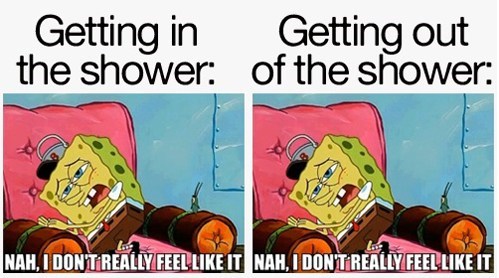 Getting in
the shower:
NAH, I DON'T REALLY FEEL LIKE IT
Getting out
of the shower:
NAH, I DON'T REALLY FEEL LIKE IT